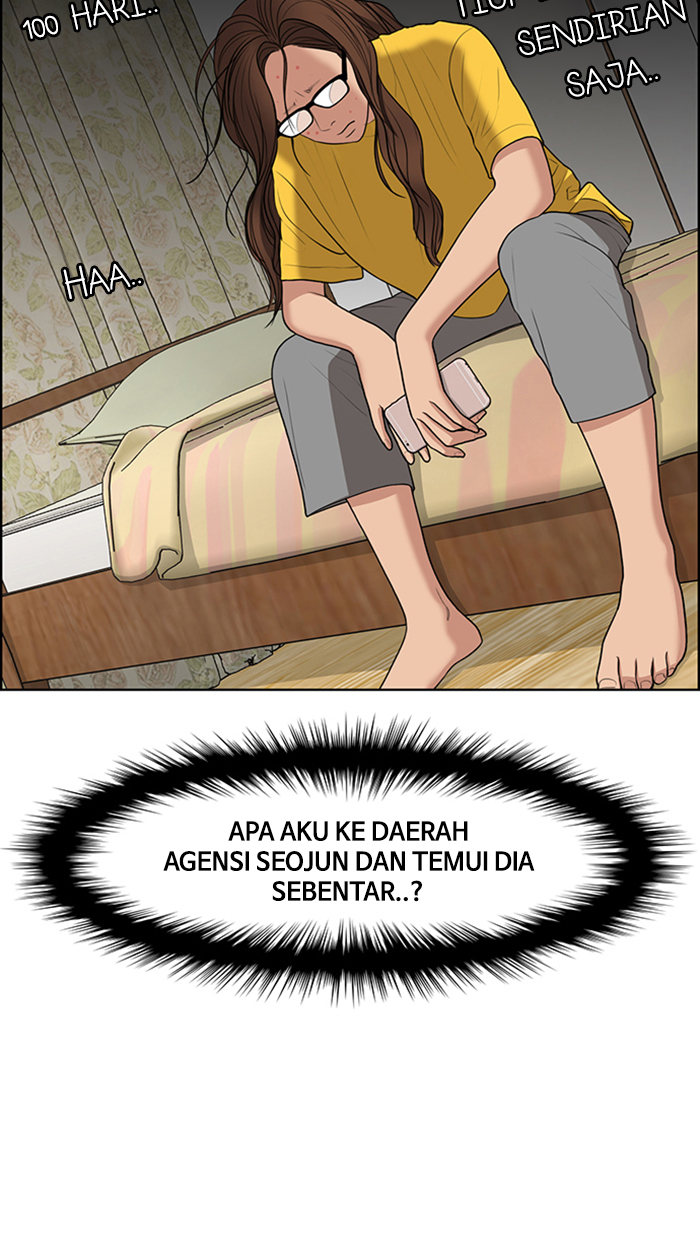 100 HARI..
SENDIRIAN
SAJA..
HAA..
APA AKU KE DAERAH
AGENSI SEOJUN DAN TEMUI DIA
SEBENTAR..?